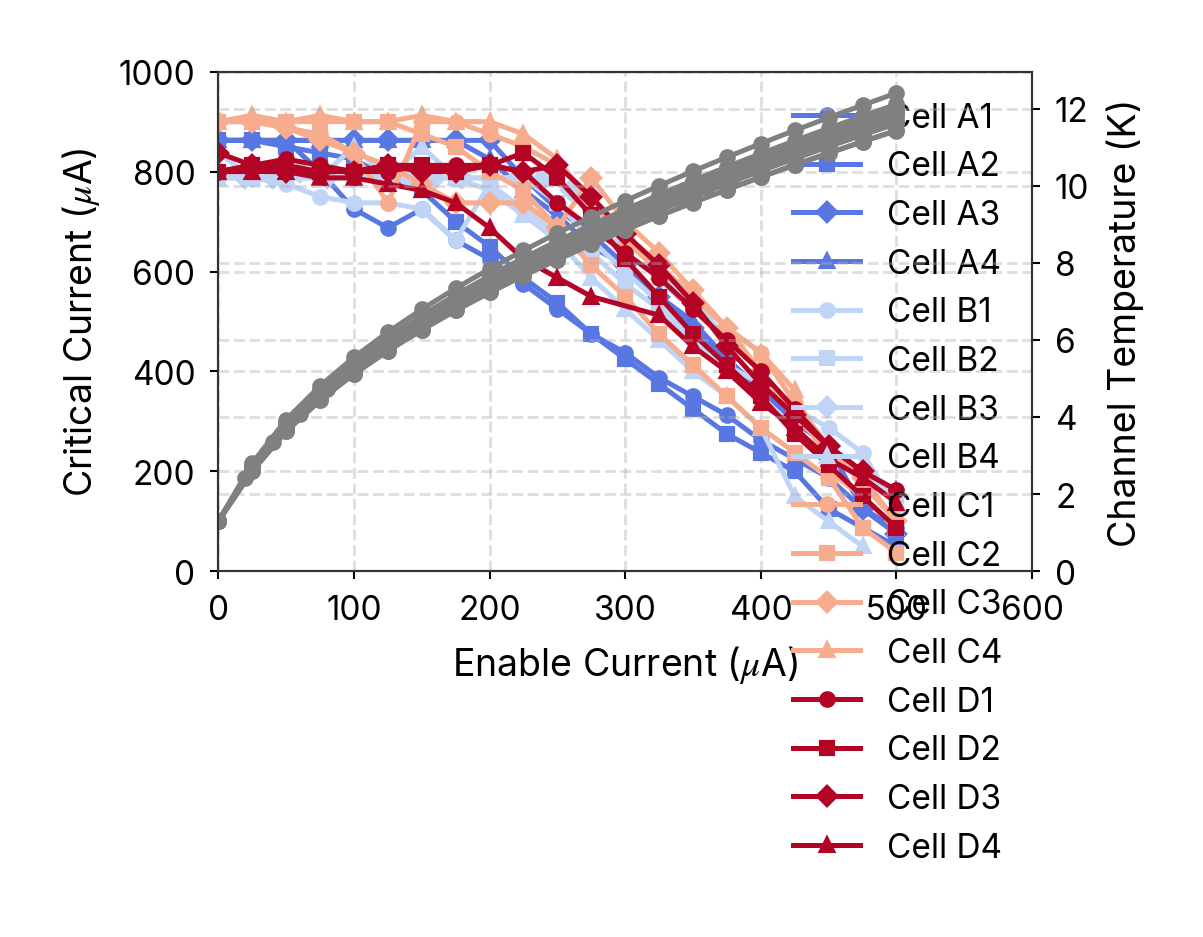 1000
800
600
400
200
0
Critical Current (μA)
0
100
200
300
400
500
600
Enable Current (μA)
12
10
8
6
4
2
0
Channel Temperature (K)
Cell A1
Cell A2
Cell A3
Cell A4
Cell B1
Cell B2
Cell B3
Cell B4
Cell C1
Cell C2
Cell C3
Cell C4
Cell D1
Cell D2
Cell D3
Cell D4